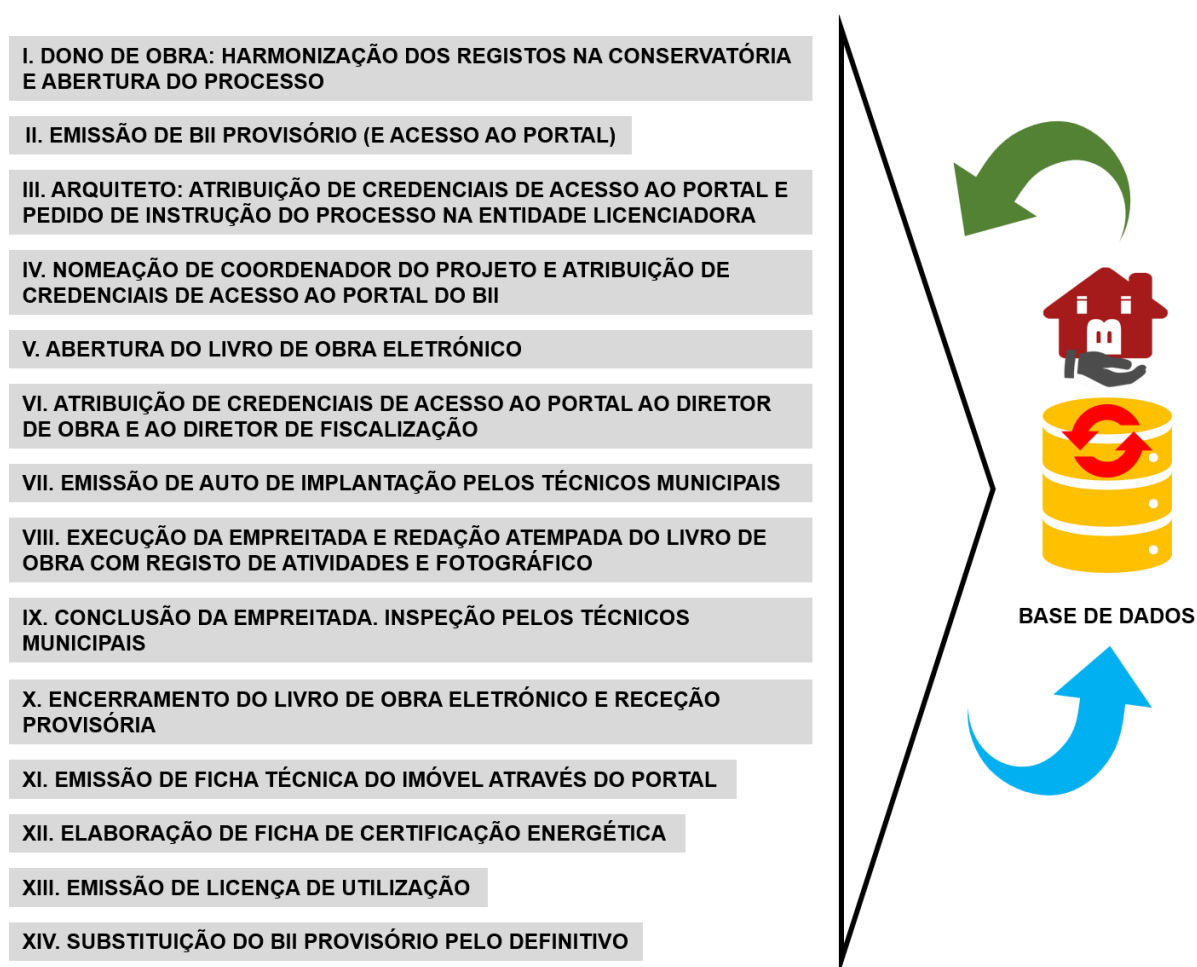 I. DONO DE OBRA: HARMONIZAÇÃO DOS REGISTOS NA CONSERVATÓRIA
E ABERTURA DO PROCESSO
II. EMISSÃO DE BII PROVISÓRIO (E ACESSO AO PORTAL)
III. ARQUITETO: ATRIBUIÇÃO DE CREDENCIAIS DE ACESSO AO PORTAL E
PEDIDO DE INSTRUÇÃO DO PROCESSO NA ENTIDADE LICENCIADORA
IV. NOMEAÇÃO DE COORDENADOR DO PROJETO E ATRIBUIÇÃO DE
CREDENCIAIS DE ACESSO AO PORTAL DO BII
V. ABERTURA DO LIVRO DE OBRA ELETRÓNICO
VI. ATRIBUIÇÃO DE CREDENCIAIS DE ACESSO AO PORTAL AO DIRETOR
DE OBRA E AO DIRETOR DE FISCALIZAÇÃO
VII. EMISSÃO DE AUTO DE IMPLANTAÇÃO PELOS TÉCNICOS MUNICIPAIS
VIII. EXECUÇÃO DA EMPREITADA E REDAÇÃO ATEMPADA DO LIVRO DE
OBRA COM REGISTO DE ATIVIDADES E FOTOGRÁFICO
IX. CONCLUSÃO DA EMPREITADA. INSPEÇÃO PELOS TÉCNICOS
MUNICIPAIS
X. ENCERRAMENTO DO LIVRO DE OBRA ELETRÓNICO E RECEÇÃO
PROVISÓRIA
XI. EMISSÃO DE FICHA TÉCNICA DO IMÓVEL ATRAVÉS DO PORTAL
XII. ELABORAÇÃO DE FICHA DE CERTIFICAÇÃO ENERGÉTICA
XIII. EMISSÃO DE LICENÇA DE UTILIZAÇÃO
XIV. SUBSTITUIÇÃO DO BII PROVISÓRIO PELO DEFINITIVO
BASE DE DADOS